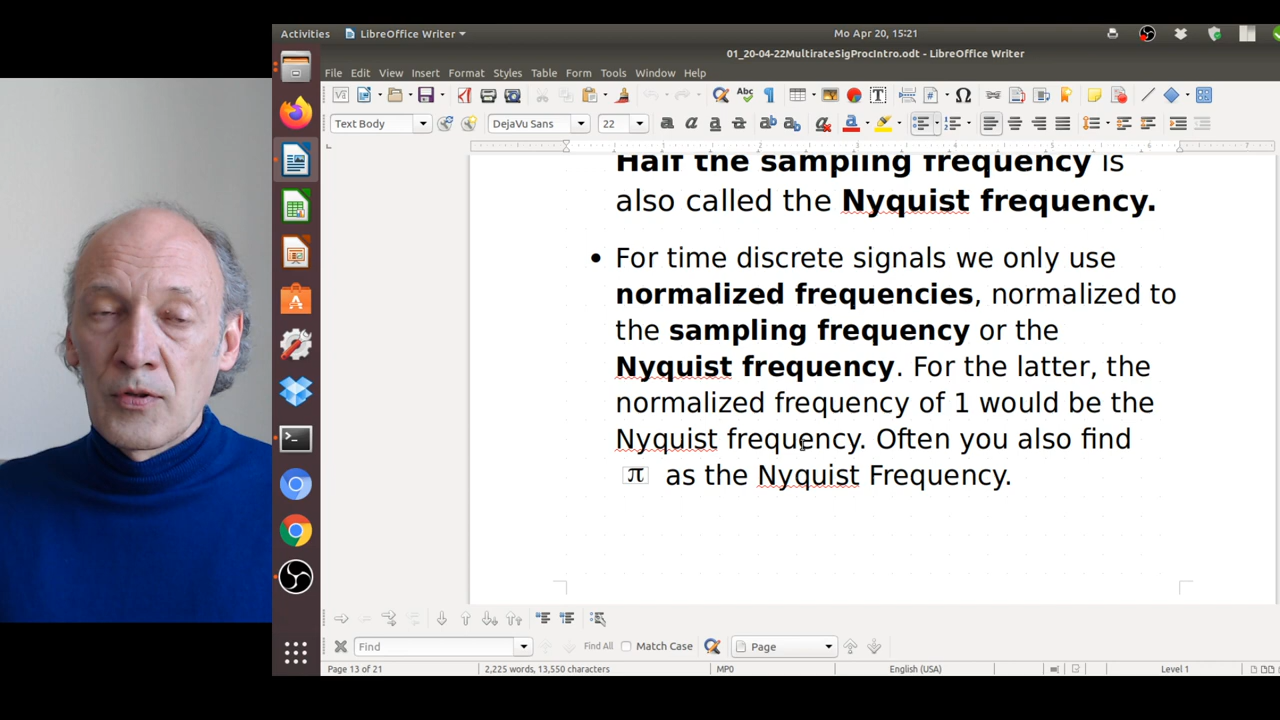 Activities LibreOffice Writer Mo Apr 20, 15:21
01_20-04-22MultirateSigProcIntro.odt - LibreOffice Writer
File Edit View Insert Format Styles Table Form Tools Window Help
Text Body DejaVu Sans 22
Half the sampling frequency is
also called the Nyquist frequency.
• For time discrete signals we only use
normalized frequencies, normalized to
the sampling frequency or the
Nyquist frequency. For the latter, the
normalized frequency of 1 would be the
Nyquist frequency. Often you also find
π as the Nyquist Frequency.
Find Find All Match Case Page
Page 13 of 21 2,225 words, 13,550 characters MP0 English (USA) Level 1